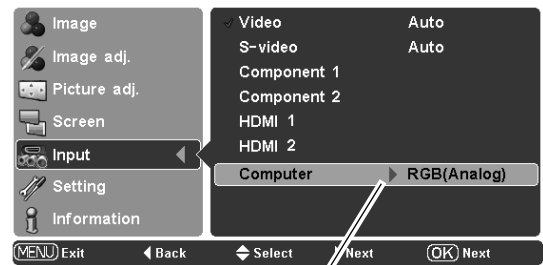 Image
Image adj.
Picture adj.
Screen
Input
Setting
Information
Video Auto
S-video Auto
Component 1
Component 2
HDMI 1
HDMI 2
Computer RGB(Analog)
MENU Exit Back Select Next OK Next